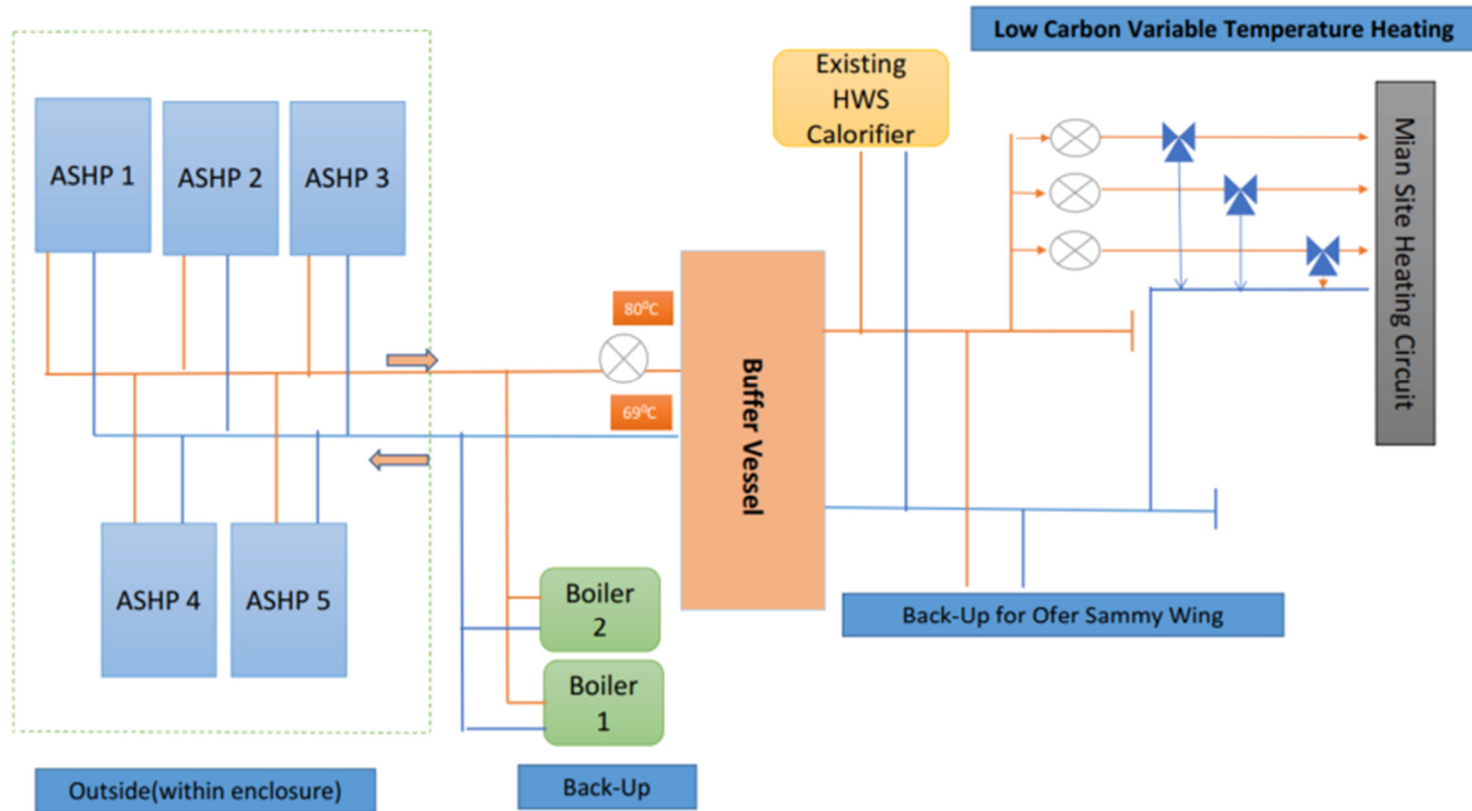 Low Carbon Variable Temperature Heating
Existing
HWS
Calorifier
ASHP 1
ASHP 2
ASHP 3
Mian Site Heating Circuit
80⁰C
69⁰C
Buffer Vessel
ASHP 4
ASHP 5
Boiler
2
Back-Up for Ofer Sammy Wing
Boiler
1
Outside(within enclosure)
Back-Up